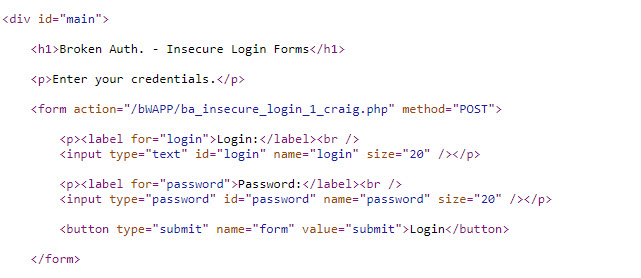 <div id="main">
<h1>Broken Auth. - Insecure Login Forms</h1>
<p>Enter your credentials.</p>
<form action="/bWAPP/ba_insecure_login_1_craig.php" method="POST">
<p><label for="login">Login:</label><br />
<input type="text" id="login" name="login" size="20" /></p>
<p><label for="password">Password:</label><br />
<input type="password" id="password" name="password" size="20" /></p>
<button type="submit" name="form" value="submit">Login</button>
</form>